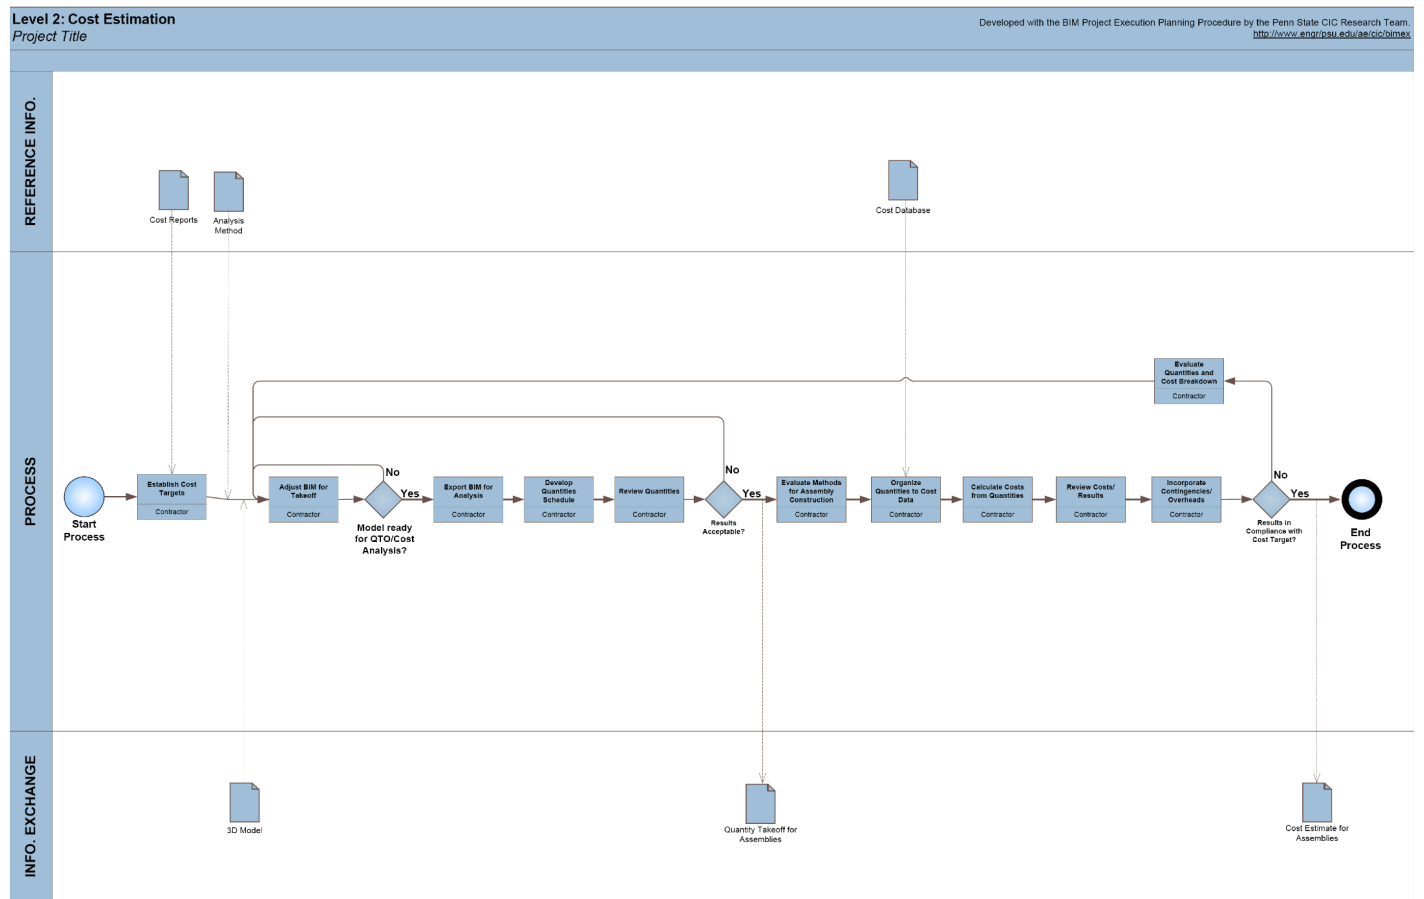 Level 2: Cost Estimation
Project Title
Developed with the BIM Project Execution Planning Procedure by the Penn State CIC Research Team.
http://www.engr/psu.edu/ae/cic/bimex
REFERENCE INFO.
Cost Reports
Analysis
Method
Cost Database
PROCESS
Evaluate
Quantities and
Cost Breakdown
Contractor
Start
Process
Establish Cost
Targets
Contractor
Adjust BIM for
Takeoff
Contractor
No
Yes
Model ready
for QTO/Cost
Analysis?
Export BIM for
Analysis
Contractor
Develop
Quantities
Schedule
Contractor
Review Quantities
Contractor
No
Yes
Results
Acceptable?
Evaluate Methods
for Assembly
Construction
Contractor
Organize
Quantities to Cost
Data
Contractor
Calculate Costs
from Quantities
Contractor
Review Costs/
Results
Contractor
Incorporate
Contingencies/
Overheads
Contractor
No
Yes
Results in
Compliance with
Cost Target?
End
Process
INFO. EXCHANGE
3D Model
Quantity Takeoff for
Assemblies
Cost Estimate for
Assemblies